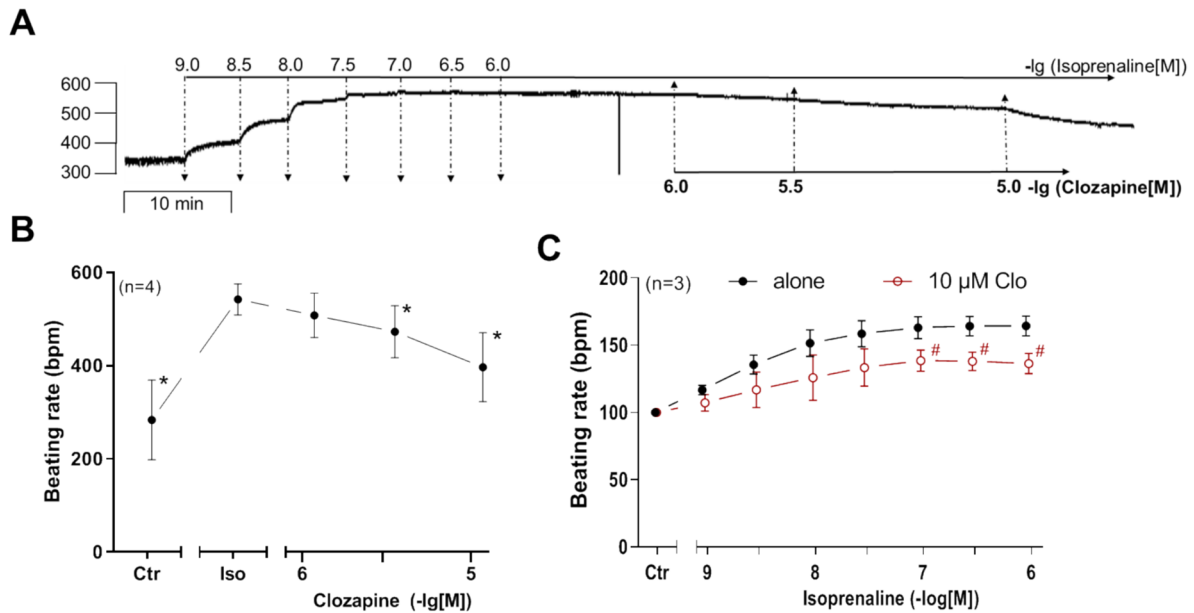 A
9.0 8.5 8.0 7.5 7.0 6.5 6.0 -lg (Isoprenaline[M])
600
500
400
300
6.0 5.5 5.0 -lg (Clozapine[M])
10 min
B
(n=4)
600
400
200
0
Beating rate (bpm)
*
*
*
Ctr Iso 6 5
Clozapine (-lg[M])
C
(n=3)
alone 10 µM Clo
200
150
100
50
0
Beating rate (bpm)
# # #
Ctr 9 8 7 6
Isoprenaline (-log[M])